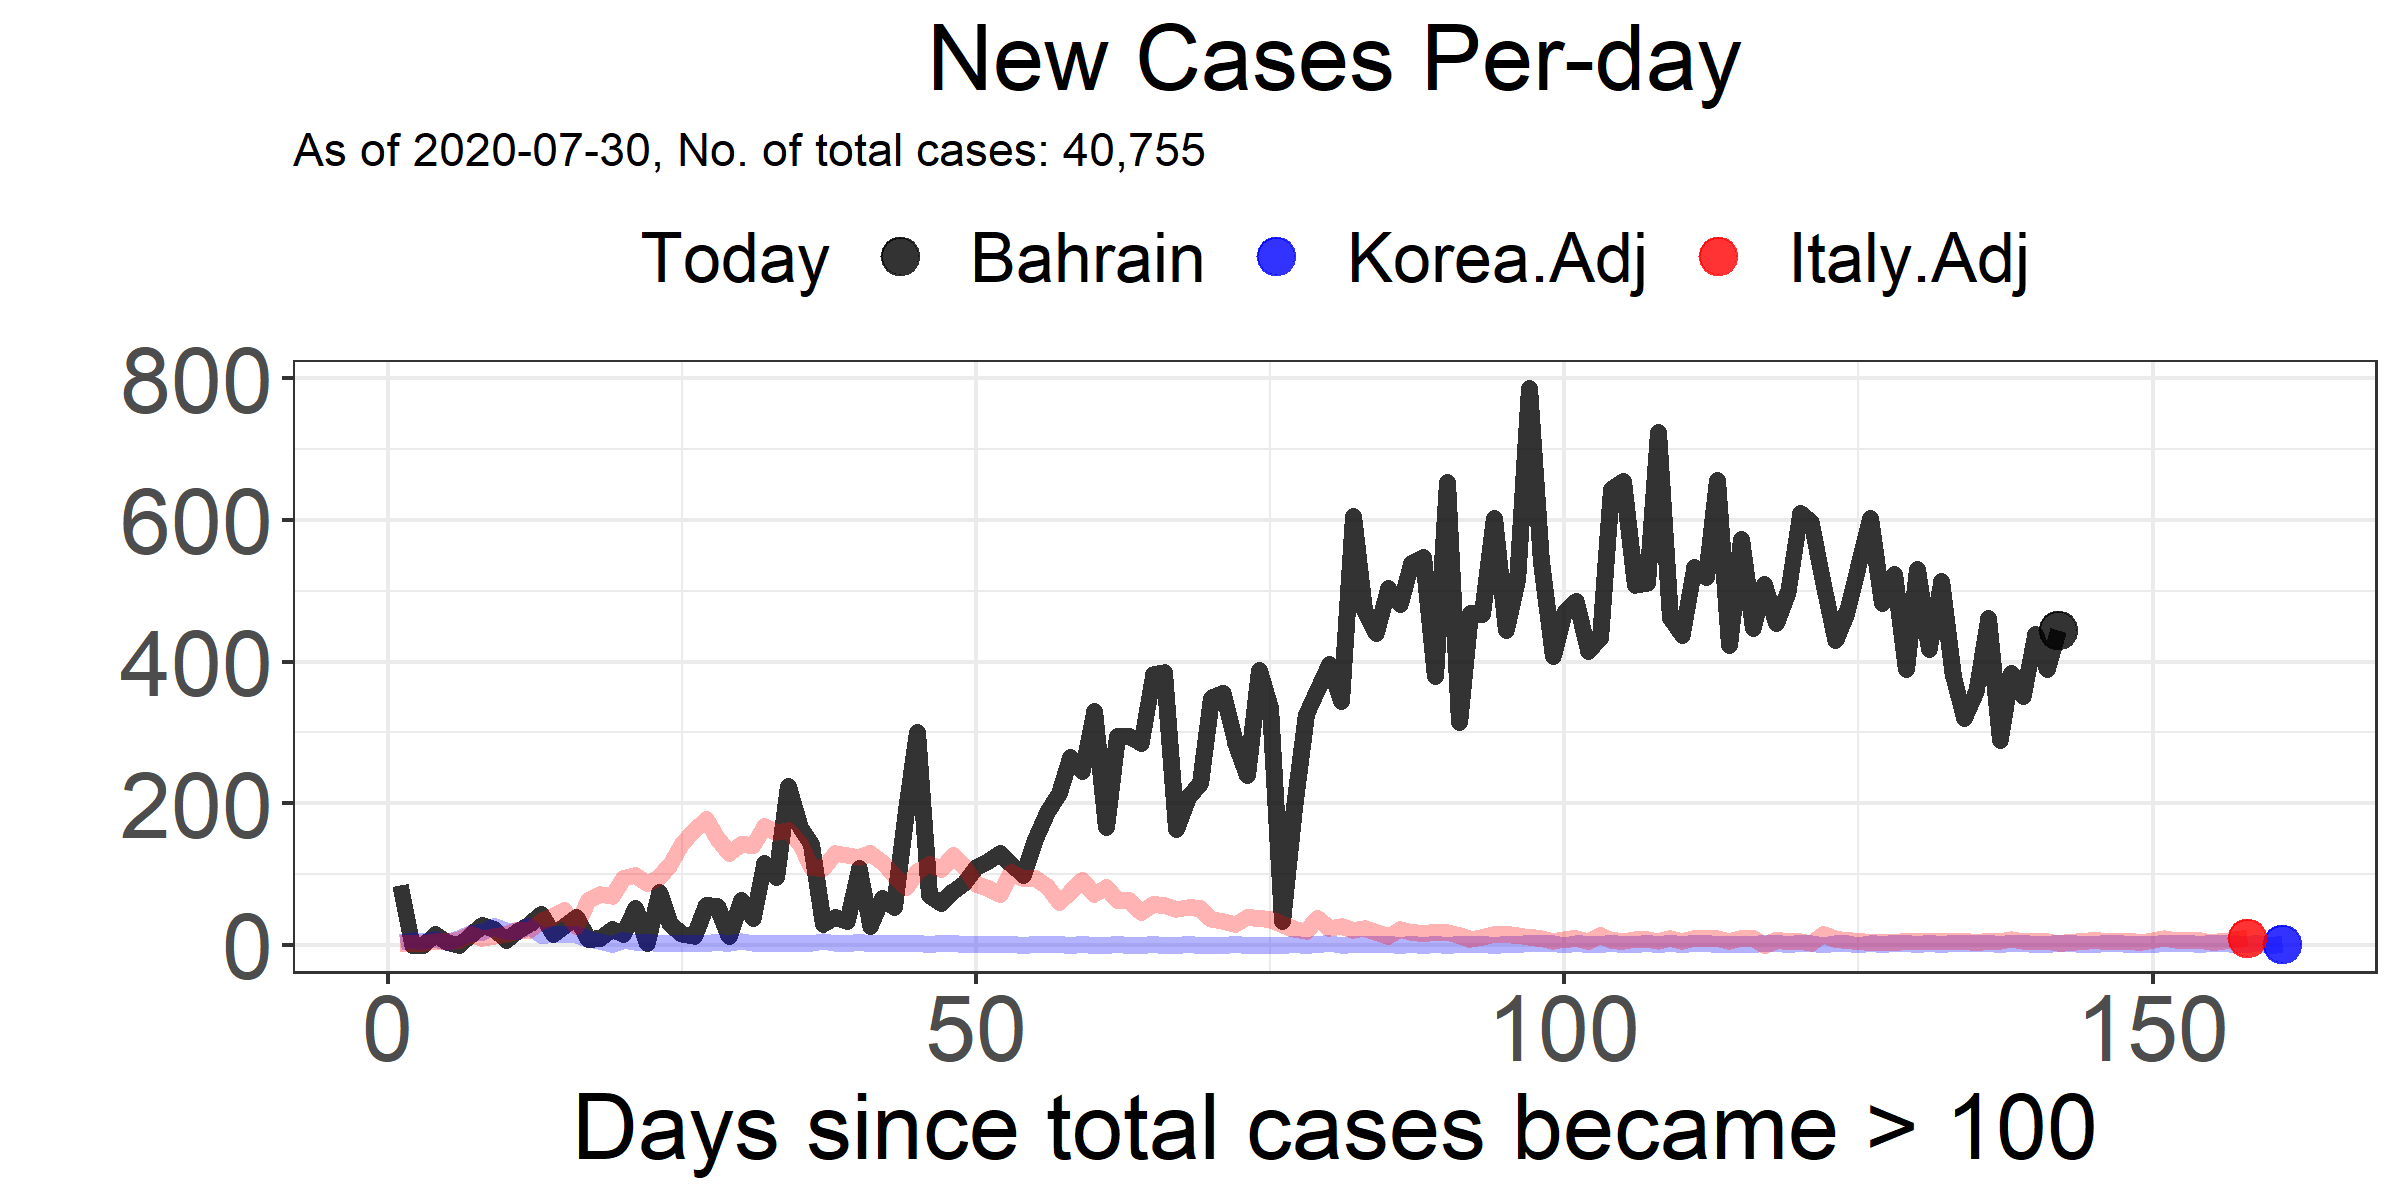 New Cases Per-day
As of 2020-07-30, No. of total cases: 40,755
Today Bahrain Korea.Adj Italy.Adj
800
600
400
200
0
0 50 100 150
Days since total cases became > 100